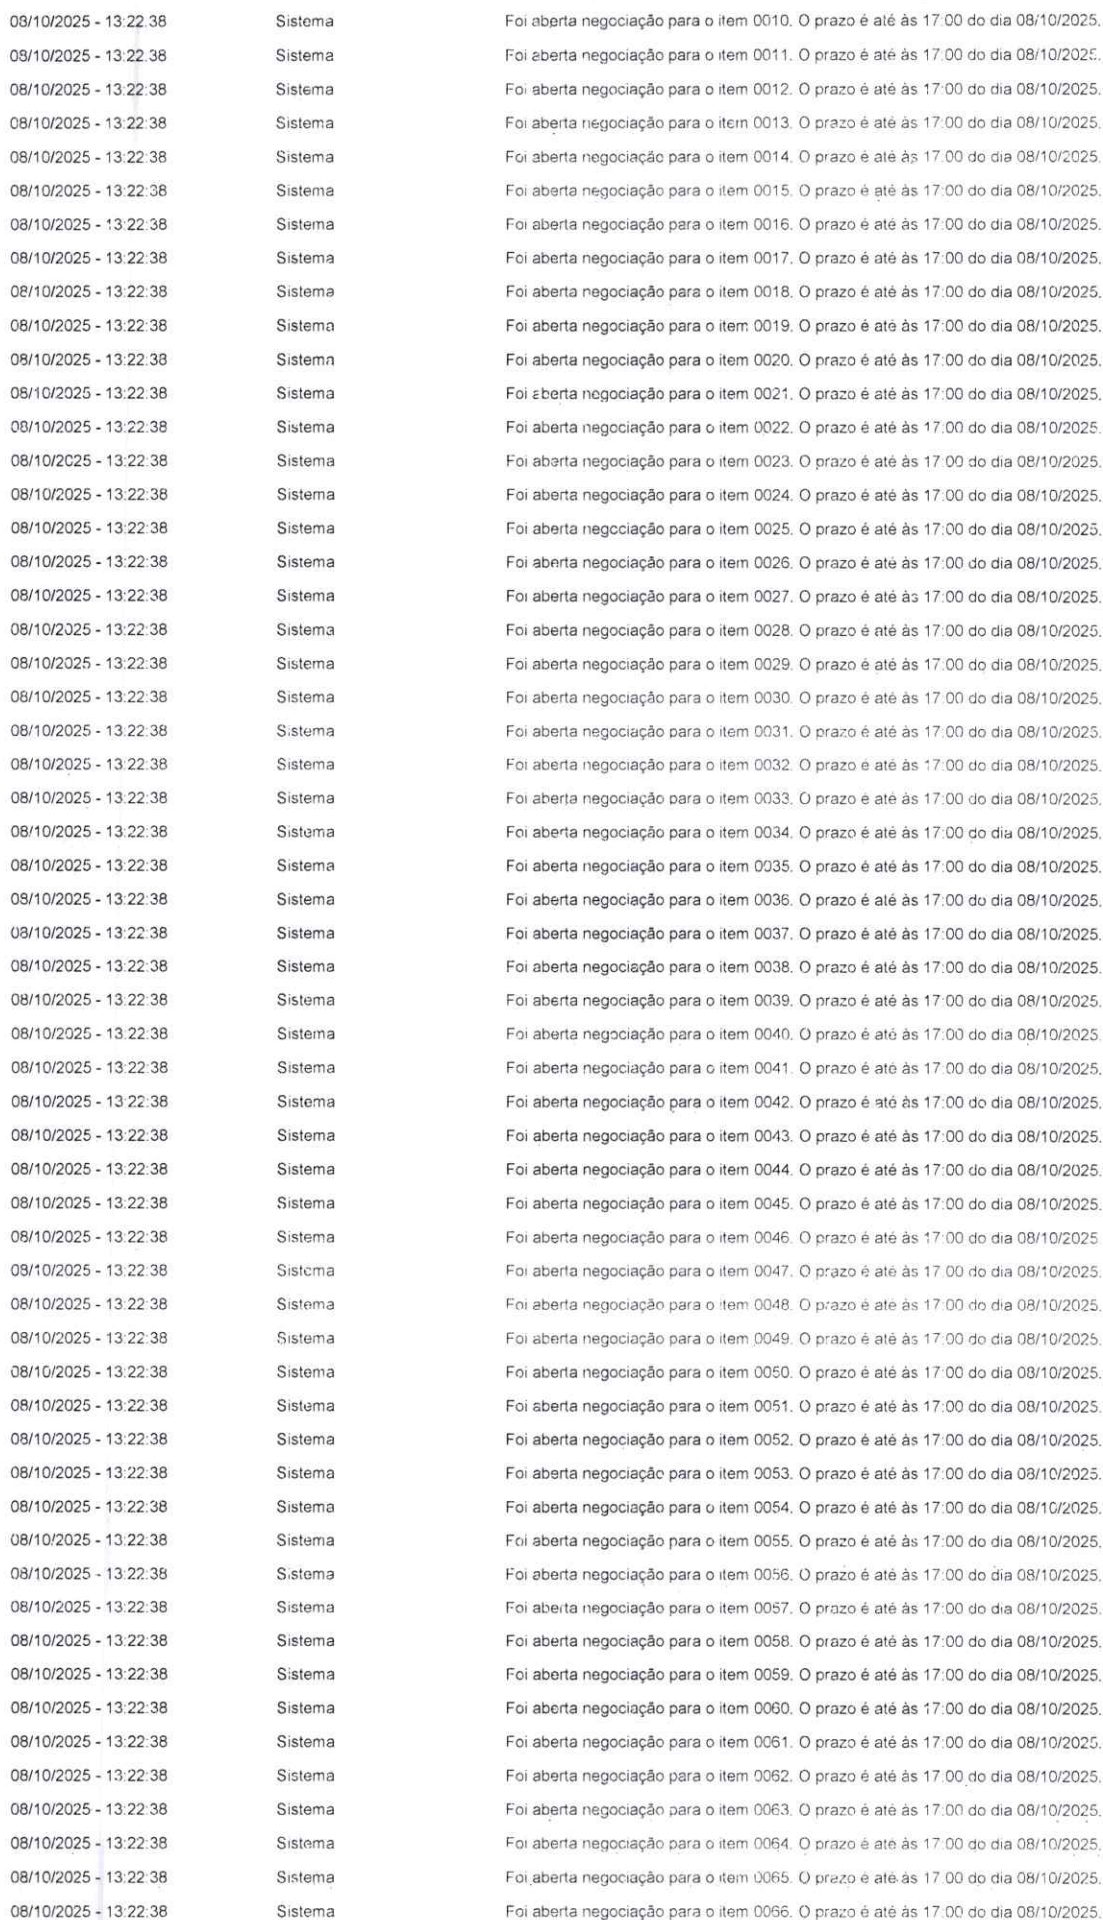 08/10/2025 - 13:22:38 Sistema Foi aberta negociação para o item 0010. O prazo é até às 17:00 do dia 08/10/2025.
08/10/2025 - 13:22:38 Sistema Foi aberta negociação para o item 0011. O prazo é até às 17:00 do dia 08/10/2025.
08/10/2025 - 13:22:38 Sistema Foi aberta negociação para o item 0012. O prazo é até às 17:00 do dia 08/10/2025.
08/10/2025 - 13:22:38 Sistema Foi aberta negociação para o item 0013. O prazo é até às 17:00 do dia 08/10/2025.
08/10/2025 - 13:22:38 Sistema Foi aberta negociação para o item 0014. O prazo é até às 17:00 do dia 08/10/2025.
08/10/2025 - 13:22:38 Sistema Foi aberta negociação para o item 0015. O prazo é até às 17:00 do dia 08/10/2025.
08/10/2025 - 13:22:38 Sistema Foi aberta negociação para o item 0016. O prazo é até às 17:00 do dia 08/10/2025.
08/10/2025 - 13:22:38 Sistema Foi aberta negociação para o item 0017. O prazo é até às 17:00 do dia 08/10/2025.
08/10/2025 - 13:22:38 Sistema Foi aberta negociação para o item 0018. O prazo é até às 17:00 do dia 08/10/2025.
08/10/2025 - 13:22:38 Sistema Foi aberta negociação para o item 0019. O prazo é até às 17:00 do dia 08/10/2025.
08/10/2025 - 13:22:38 Sistema Foi aberta negociação para o item 0020. O prazo é até às 17:00 do dia 08/10/2025.
08/10/2025 - 13:22:38 Sistema Foi aberta negociação para o item 0021. O prazo é até às 17:00 do dia 08/10/2025.
08/10/2025 - 13:22:38 Sistema Foi aberta negociação para o item 0022. O prazo é até às 17:00 do dia 08/10/2025.
08/10/2025 - 13:22:38 Sistema Foi aberta negociação para o item 0023. O prazo é até às 17:00 do dia 08/10/2025.
08/10/2025 - 13:22:38 Sistema Foi aberta negociação para o item 0024. O prazo é até às 17:00 do dia 08/10/2025.
08/10/2025 - 13:22:38 Sistema Foi aberta negociação para o item 0025. O prazo é até às 17:00 do dia 08/10/2025.
08/10/2025 - 13:22:38 Sistema Foi aberta negociação para o item 0026. O prazo é até às 17:00 do dia 08/10/2025.
08/10/2025 - 13:22:38 Sistema Foi aberta negociação para o item 0027. O prazo é até às 17:00 do dia 08/10/2025.
08/10/2025 - 13:22:38 Sistema Foi aberta negociação para o item 0028. O prazo é até às 17:00 do dia 08/10/2025.
08/10/2025 - 13:22:38 Sistema Foi aberta negociação para o item 0029. O prazo é até às 17:00 do dia 08/10/2025.
08/10/2025 - 13:22:38 Sistema Foi aberta negociação para o item 0030. O prazo é até às 17:00 do dia 08/10/2025.
08/10/2025 - 13:22:38 Sistema Foi aberta negociação para o item 0031. O prazo é até às 17:00 do dia 08/10/2025.
08/10/2025 - 13:22:38 Sistema Foi aberta negociação para o item 0032. O prazo é até às 17:00 do dia 08/10/2025.
08/10/2025 - 13:22:38 Sistema Foi aberta negociação para o item 0033. O prazo é até às 17:00 do dia 08/10/2025.
08/10/2025 - 13:22:38 Sistema Foi aberta negociação para o item 0034. O prazo é até às 17:00 do dia 08/10/2025.
08/10/2025 - 13:22:38 Sistema Foi aberta negociação para o item 0035. O prazo é até às 17:00 do dia 08/10/2025.
08/10/2025 - 13:22:38 Sistema Foi aberta negociação para o item 0036. O prazo é até às 17:00 do dia 08/10/2025.
08/10/2025 - 13:22:38 Sistema Foi aberta negociação para o item 0037. O prazo é até às 17:00 do dia 08/10/2025.
08/10/2025 - 13:22:38 Sistema Foi aberta negociação para o item 0038. O prazo é até às 17:00 do dia 08/10/2025.
08/10/2025 - 13:22:38 Sistema Foi aberta negociação para o item 0039. O prazo é até às 17:00 do dia 08/10/2025.
08/10/2025 - 13:22:38 Sistema Foi aberta negociação para o item 0040. O prazo é até às 17:00 do dia 08/10/2025.
08/10/2025 - 13:22:38 Sistema Foi aberta negociação para o item 0041. O prazo é até às 17:00 do dia 08/10/2025.
08/10/2025 - 13:22:38 Sistema Foi aberta negociação para o item 0042. O prazo é até às 17:00 do dia 08/10/2025.
08/10/2025 - 13:22:38 Sistema Foi aberta negociação para o item 0043. O prazo é até às 17:00 do dia 08/10/2025.
08/10/2025 - 13:22:38 Sistema Foi aberta negociação para o item 0044. O prazo é até às 17:00 do dia 08/10/2025.
08/10/2025 - 13:22:38 Sistema Foi aberta negociação para o item 0045. O prazo é até às 17:00 do dia 08/10/2025.
08/10/2025 - 13:22:38 Sistema Foi aberta negociação para o item 0046. O prazo é até às 17:00 do dia 08/10/2025.
08/10/2025 - 13:22:38 Sistema Foi aberta negociação para o item 0047. O prazo é até às 17:00 do dia 08/10/2025.
08/10/2025 - 13:22:38 Sistema Foi aberta negociação para o item 0048. O prazo é até às 17:00 do dia 08/10/2025.
08/10/2025 - 13:22:38 Sistema Foi aberta negociação para o item 0049. O prazo é até às 17:00 do dia 08/10/2025.
08/10/2025 - 13:22:38 Sistema Foi aberta negociação para o item 0050. O prazo é até às 17:00 do dia 08/10/2025.
08/10/2025 - 13:22:38 Sistema Foi aberta negociação para o item 0051. O prazo é até às 17:00 do dia 08/10/2025.
08/10/2025 - 13:22:38 Sistema Foi aberta negociação para o item 0052. O prazo é até às 17:00 do dia 08/10/2025.
08/10/2025 - 13:22:38 Sistema Foi aberta negociação para o item 0053. O prazo é até às 17:00 do dia 08/10/2025.
08/10/2025 - 13:22:38 Sistema Foi aberta negociação para o item 0054. O prazo é até às 17:00 do dia 08/10/2025.
08/10/2025 - 13:22:38 Sistema Foi aberta negociação para o item 0055. O prazo é até às 17:00 do dia 08/10/2025.
08/10/2025 - 13:22:38 Sistema Foi aberta negociação para o item 0056. O prazo é até às 17:00 do dia 08/10/2025.
08/10/2025 - 13:22:38 Sistema Foi aberta negociação para o item 0057. O prazo é até às 17:00 do dia 08/10/2025.
08/10/2025 - 13:22:38 Sistema Foi aberta negociação para o item 0058. O prazo é até às 17:00 do dia 08/10/2025.
08/10/2025 - 13:22:38 Sistema Foi aberta negociação para o item 0059. O prazo é até às 17:00 do dia 08/10/2025.
08/10/2025 - 13:22:38 Sistema Foi aberta negociação para o item 0060. O prazo é até às 17:00 do dia 08/10/2025.
08/10/2025 - 13:22:38 Sistema Foi aberta negociação para o item 0061. O prazo é até às 17:00 do dia 08/10/2025.
08/10/2025 - 13:22:38 Sistema Foi aberta negociação para o item 0062. O prazo é até às 17:00 do dia 08/10/2025.
08/10/2025 - 13:22:38 Sistema Foi aberta negociação para o item 0063. O prazo é até às 17:00 do dia 08/10/2025.
08/10/2025 - 13:22:38 Sistema Foi aberta negociação para o item 0064. O prazo é até às 17:00 do dia 08/10/2025.
08/10/2025 - 13:22:38 Sistema Foi aberta negociação para o item 0065. O prazo é até às 17:00 do dia 08/10/2025.
08/10/2025 - 13:22:38 Sistema Foi aberta negociação para o item 0066. O prazo é até às 17:00 do dia 08/10/2025.